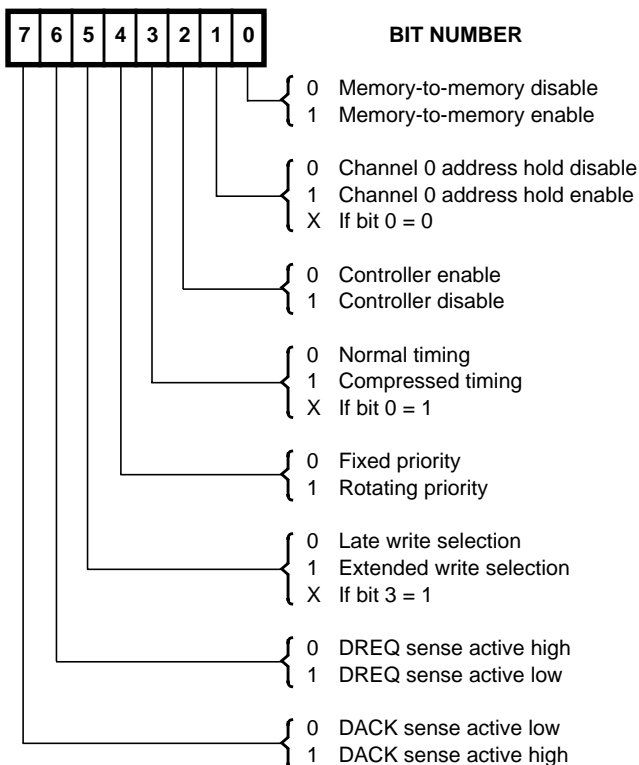 7 6 5 4 3 2 1 0 BIT NUMBER
0 Memory-to-memory disable
1 Memory-to-memory enable
0 Channel 0 address hold disable
1 Channel 0 address hold enable
X If bit 0 = 0
0 Controller enable
1 Controller disable
0 Normal timing
1 Compressed timing
X If bit 0 = 1
0 Fixed priority
1 Rotating priority
0 Late write selection
1 Extended write selection
X If bit 3 = 1
0 DREQ sense active high
1 DREQ sense active low
0 DACK sense active low
1 DACK sense active high